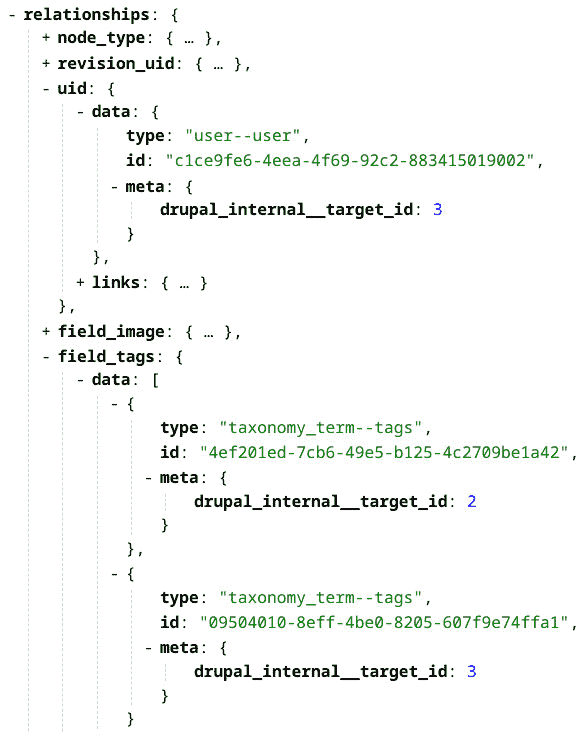 - relationships: {
+ node_type: { … },
+ revision_uid: { … },
- uid: {
- data: {
type: "user--user",
id: "c1ce9fe6-4eea-4f69-92c2-883415019002",
- meta: {
drupal_internal__target_id: 3
}
},
+ links: { … }
},
+ field_image: { … },
- field_tags: {
- data: [
- {
type: "taxonomy_term--tags",
id: "4ef201ed-7cb6-49e5-b125-4c2709be1a42",
- meta: {
drupal_internal__target_id: 2
}
},
- {
type: "taxonomy_term--tags",
id: "09504010-8eff-4be0-8205-607f9e74ffa1",
- meta: {
drupal_internal__target_id: 3
}
}